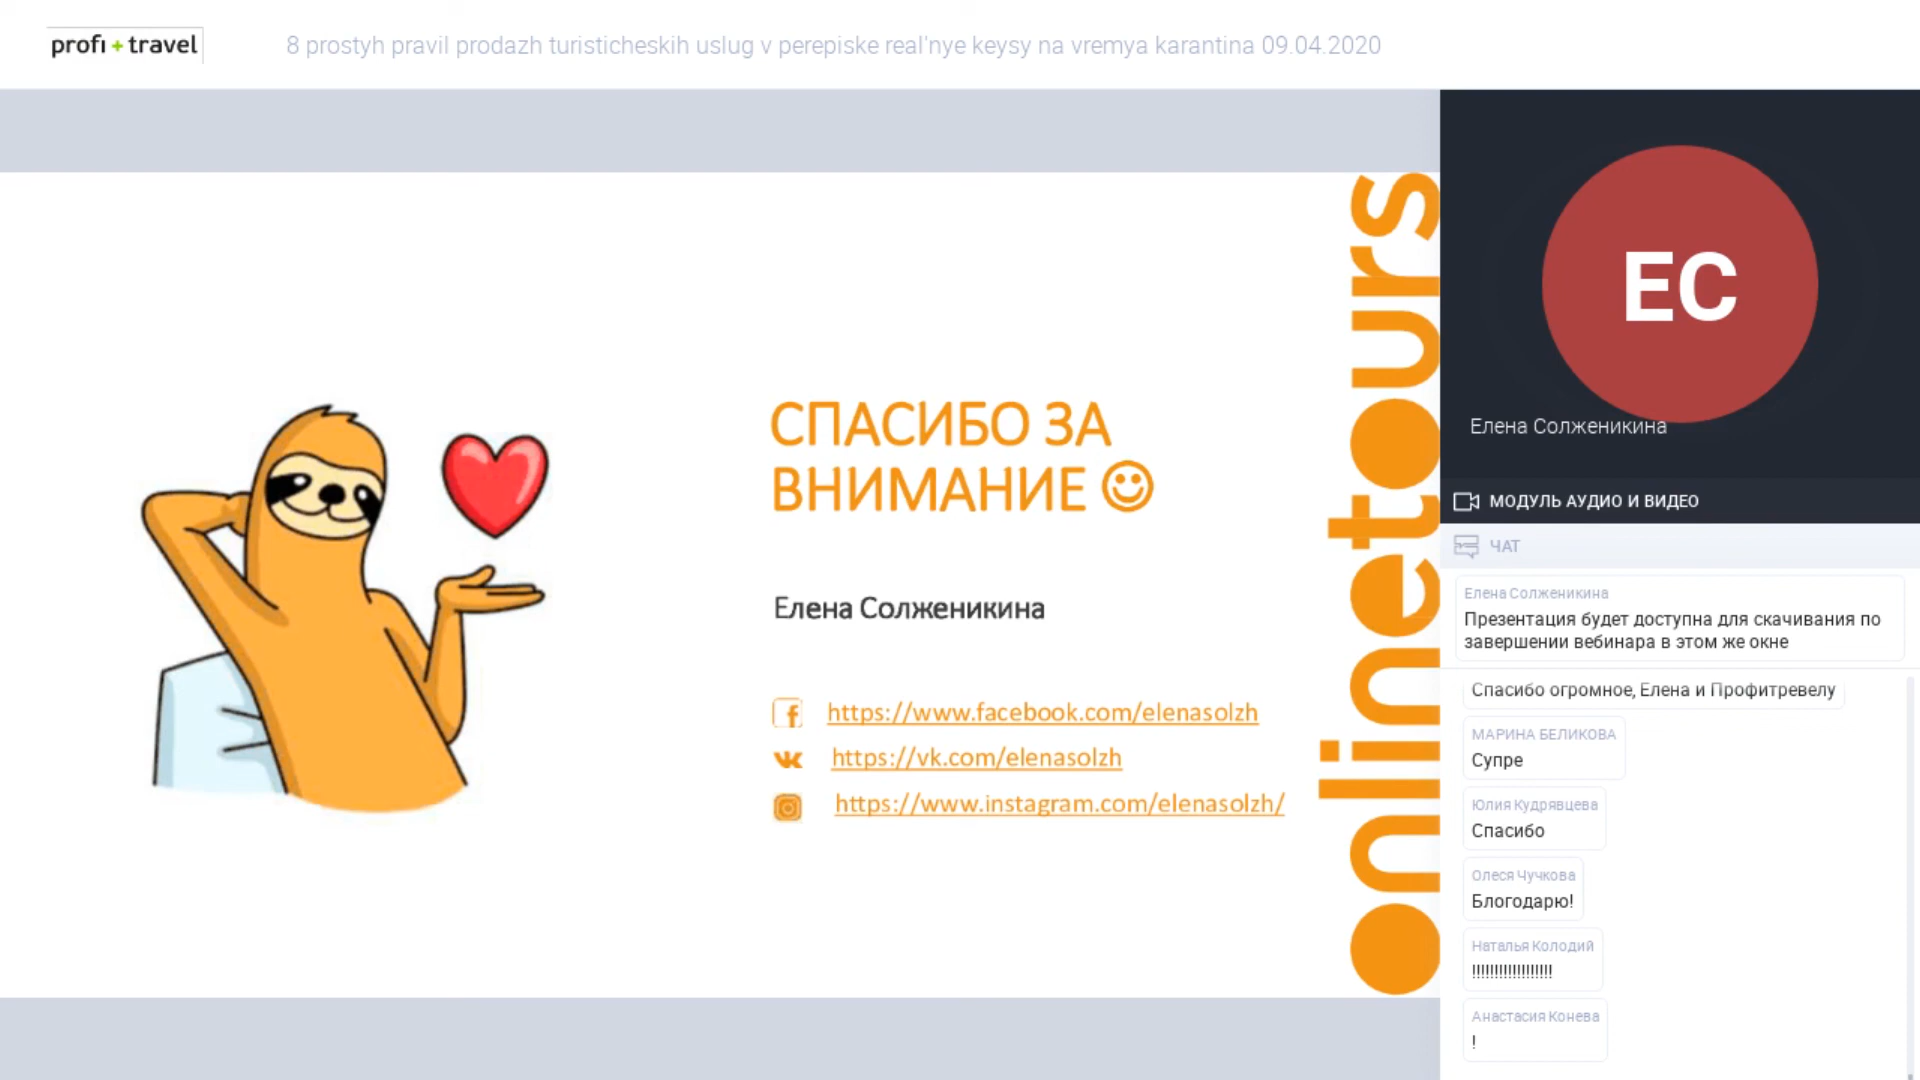 profi + travel
8 prostyh pravil prodazh turisticheskih uslug v perepiske real'nye keysy na vremya karantina 09.04.2020
СПАСИБО ЗА
ВНИМАНИЕ
Елена Солженикина
https://www.facebook.com/elenasolzh
https://vk.com/elenasolzh
https://www.instagram.com/elenasolzh/
onlinetours
ЕС
Елена Солженикина
МОДУЛЬ АУДИО И ВИДЕО
ЧАТ
Елена Солженикина
Презентация будет доступна для скачивания по
завершении вебинара в этом же окне
Спасибо огромное, Елена и Профитревелу
МАРИНА БЕЛИКОВА
Супре
Юлия Кудрявцева
Спасибо
Олеся Чучкова
Блогодарю!
Наталья Колодий
!!!!!!!!!!!!!!!!!!
Анастасия Конева
!